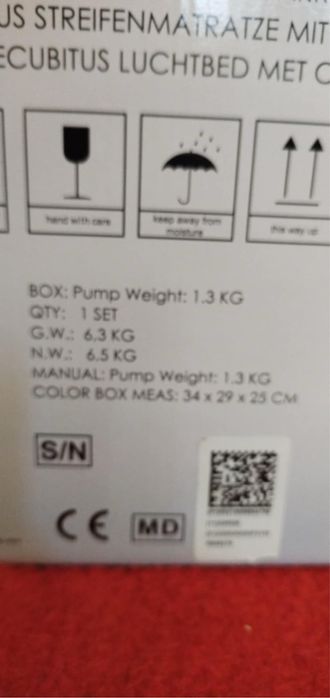 US STREIFENMATRATZE MIT
ECUBITUS LUCHTBED MET
hend with care
keep away from
moisture
this way up
BOX: Pump Weight: 1.3 KG
QTY: 1 SET
G.W.: 6.3 KG
N.W.: 6.5 KG
MANUAL: Pump Weight: 1.3 KG
COLOR BOX MEAS: 34 x 29 x 25 CM
S/N
CE MD